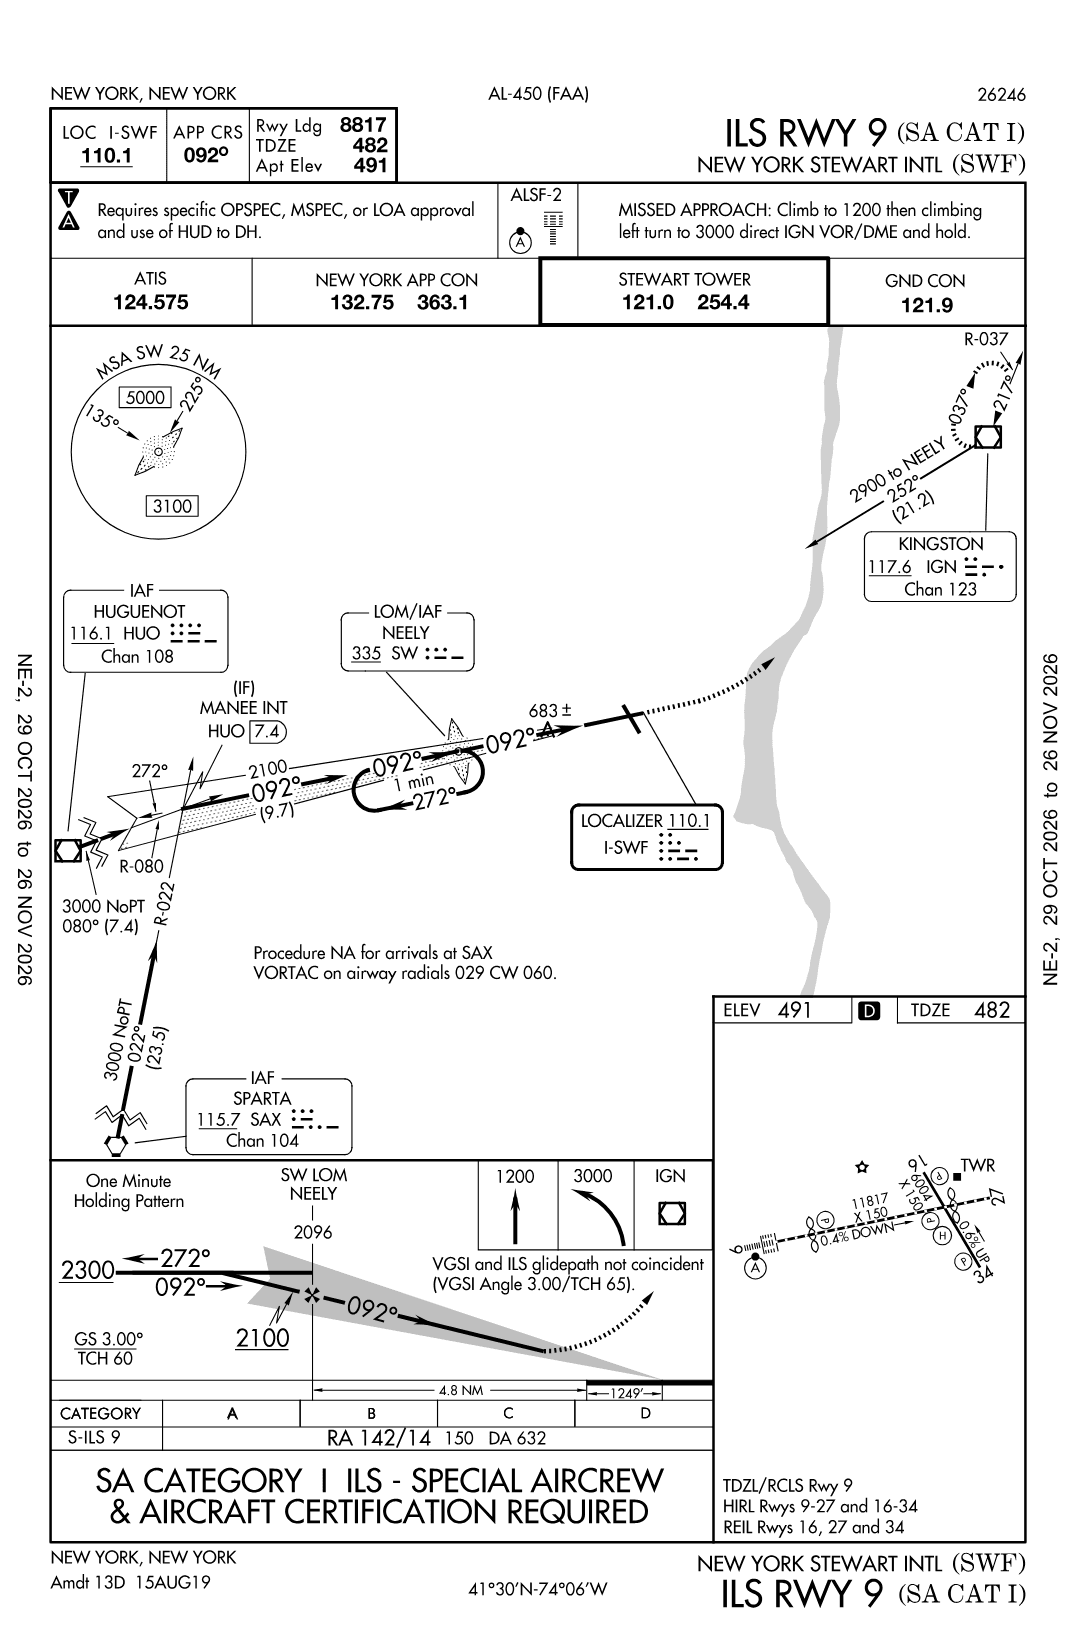 NEW YORK, NEW YORK
AL-450 (FAA)
26246
LOC I-SWF
110.1
APP CRS
092°
Rwy Ldg 8817
TDZE 482
Apt Elev 491
ILS RWY 9 (SA CAT I)
NEW YORK STEWART INTL (SWF)
T
A
Requires specific OPSPEC, MSPEC, or LOA approval
and use of HUD to DH.
ALSF-2
A
MISSED APPROACH: Climb to 1200 then climbing
left turn to 3000 direct IGN VOR/DME and hold.
ATIS
124.575
NEW YORK APP CON
132.75 363.1
STEWART TOWER
121.0 254.4
GND CON
121.9
MSA SW 25 NM
5000
135°
225°
3100
R-037
037°
217°
2900 to NEELY
252°
(21.2)
KINGSTON
117.6 IGN
Chan 123
IAF
HUGUENOT
116.1 HUO
Chan 108
LOM/IAF
NEELY
335 SW
(IF)
MANEE INT
HUO 7.4
272°
2100
092°
(9.7)
092°
1 min
272°
092°
683 ±
LOCALIZER 110.1
I-SWF
R-080
3000 NoPT
080° (7.4)
R-022
Procedure NA for arrivals at SAX
VORTAC on airway radials 029 CW 060.
3000 NoPT
022°
(23.5)
IAF
SPARTA
115.7 SAX
Chan 104
NE-2, 29 OCT 2026 to 26 NOV 2026
NE-2, 29 OCT 2026 to 26 NOV 2026
ELEV 491
D
TDZE 482
TWR
16
6004
X 150
P
27
11817
X 150
P
0.4% DOWN
P
H
0.6% UP
P
34
9
A
TDZL/RCLS Rwy 9
HIRL Rwys 9-27 and 16-34
REIL Rwys 16, 27 and 34
One Minute
Holding Pattern
SW LOM
NEELY
2096
1200
3000
IGN
VGSI and ILS glidepath not coincident
(VGSI Angle 3.00/TCH 65).
272°
2300
092°
092°
2100
GS 3.00°
TCH 60
4.8 NM
1249'
CATEGORY
A
B
C
D
S-ILS 9
RA 142/14 150 DA 632
SA CATEGORY I ILS - SPECIAL AIRCREW
& AIRCRAFT CERTIFICATION REQUIRED
NEW YORK, NEW YORK
Amdt 13D 15AUG19
41°30'N-74°06'W
NEW YORK STEWART INTL (SWF)
ILS RWY 9 (SA CAT I)